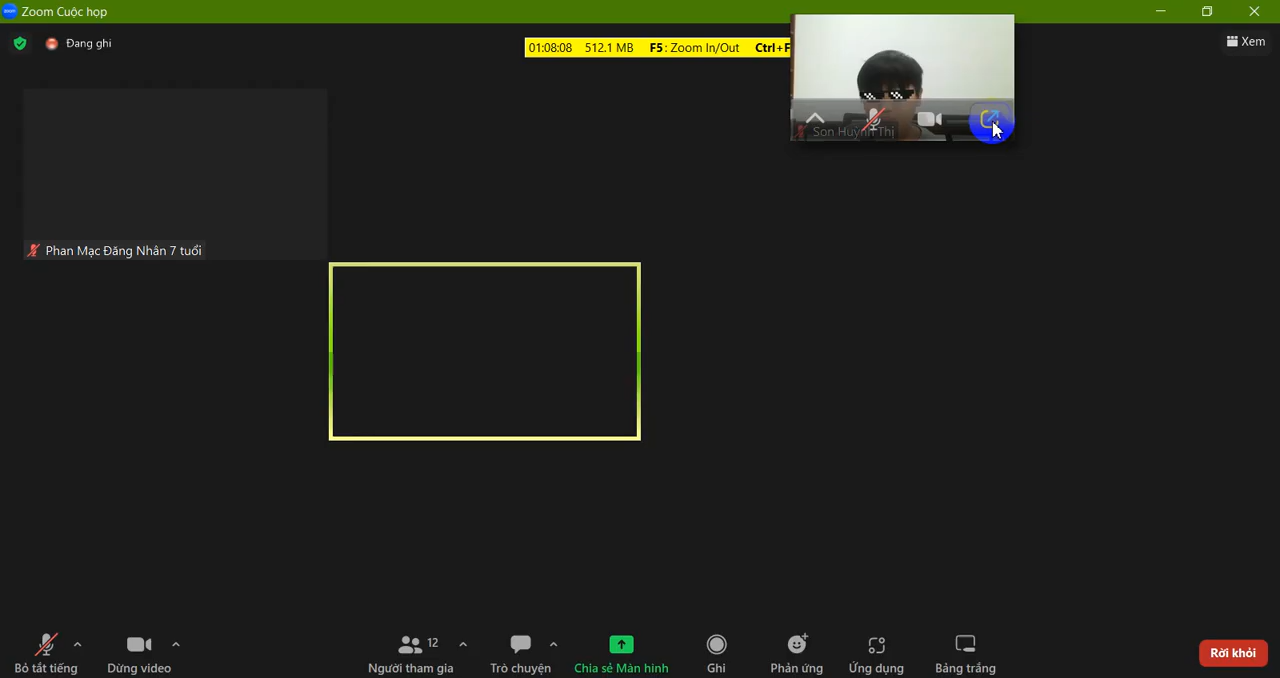 zoom Zoom Cuộc họp
Đang ghi
01:08:08 512.1 MB F5: Zoom In/Out Ctrl+F
Xem
Son Huỳnh Thị
Phan Mạc Đăng Nhân 7 tuổi
12
Bỏ tắt tiếng
Dừng video
Người tham gia
Trò chuyện
Chia sẻ Màn hình
Ghi
Phản ứng
Ứng dụng
Bảng trắng
Rời khỏi